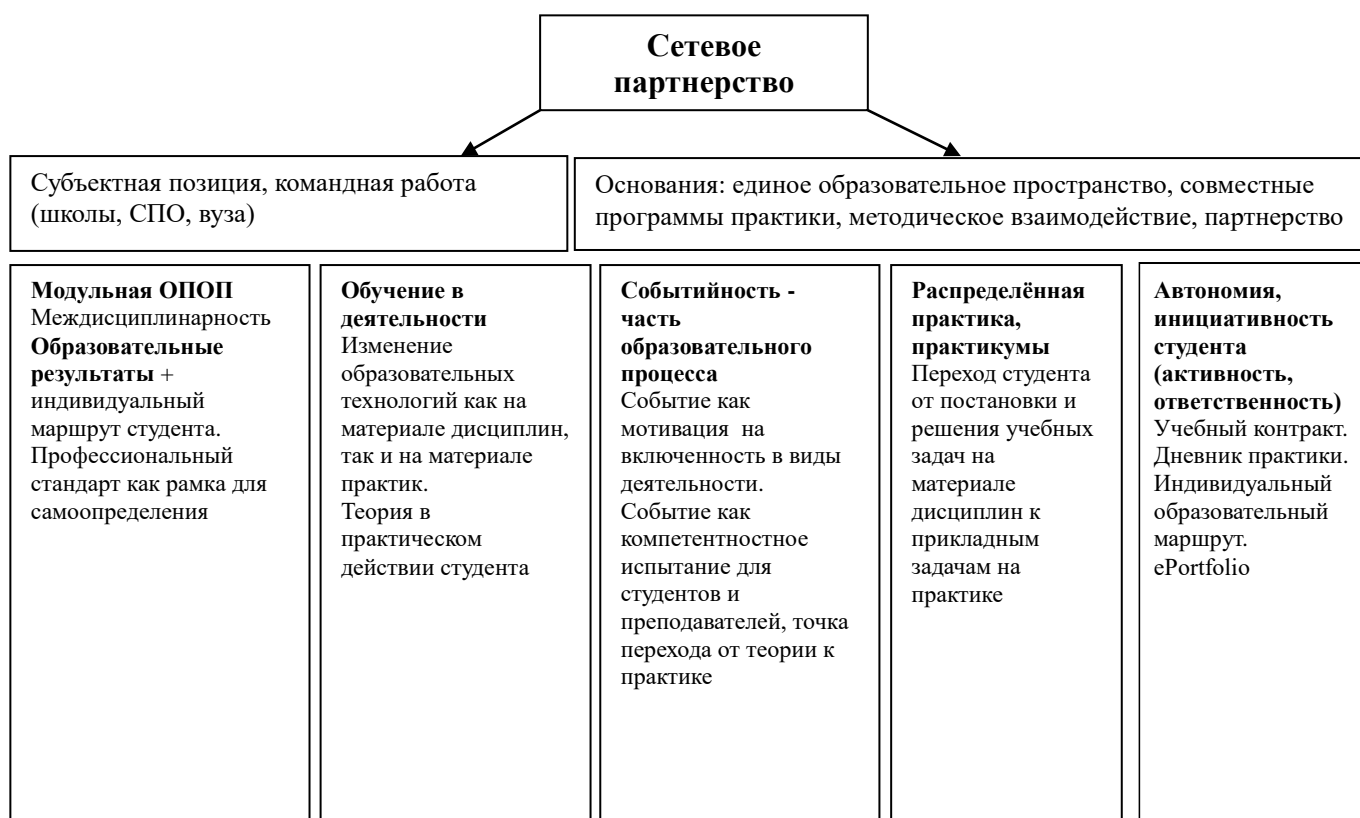 Сетевое
партнерство
Субъектная позиция, командная работа
(школы, СПО, вуза)
Основания: единое образовательное пространство, совместные
программы практики, методическое взаимодействие, партнерство
Модульная ОПОП
Междисциплинарность
Образовательные
результаты +
индивидуальный
маршрут студента.
Профессиональный
стандарт как рамка для
самоопределения
Обучение в
деятельности
Изменение
образовательных
технологий как на
материале дисциплин,
так и на материале
практик.
Теория в
практическом
действии студента
Событийность -
часть
образовательного
процесса
Событие как
мотивация на
включенность в виды
деятельности.
Событие как
компетентностное
испытание для
студентов и
преподавателей, точка
перехода от теории к
практике
Распределённая
практика,
практикумы
Переход студента
от постановки и
решения учебных
задач на
материале
дисциплин к
прикладным
задачам на
практике
Автономия,
инициативность
студента
(активность,
ответственность)
Учебный контракт.
Дневник практики.
Индивидуальный
образовательный
маршрут.
ePortfolio